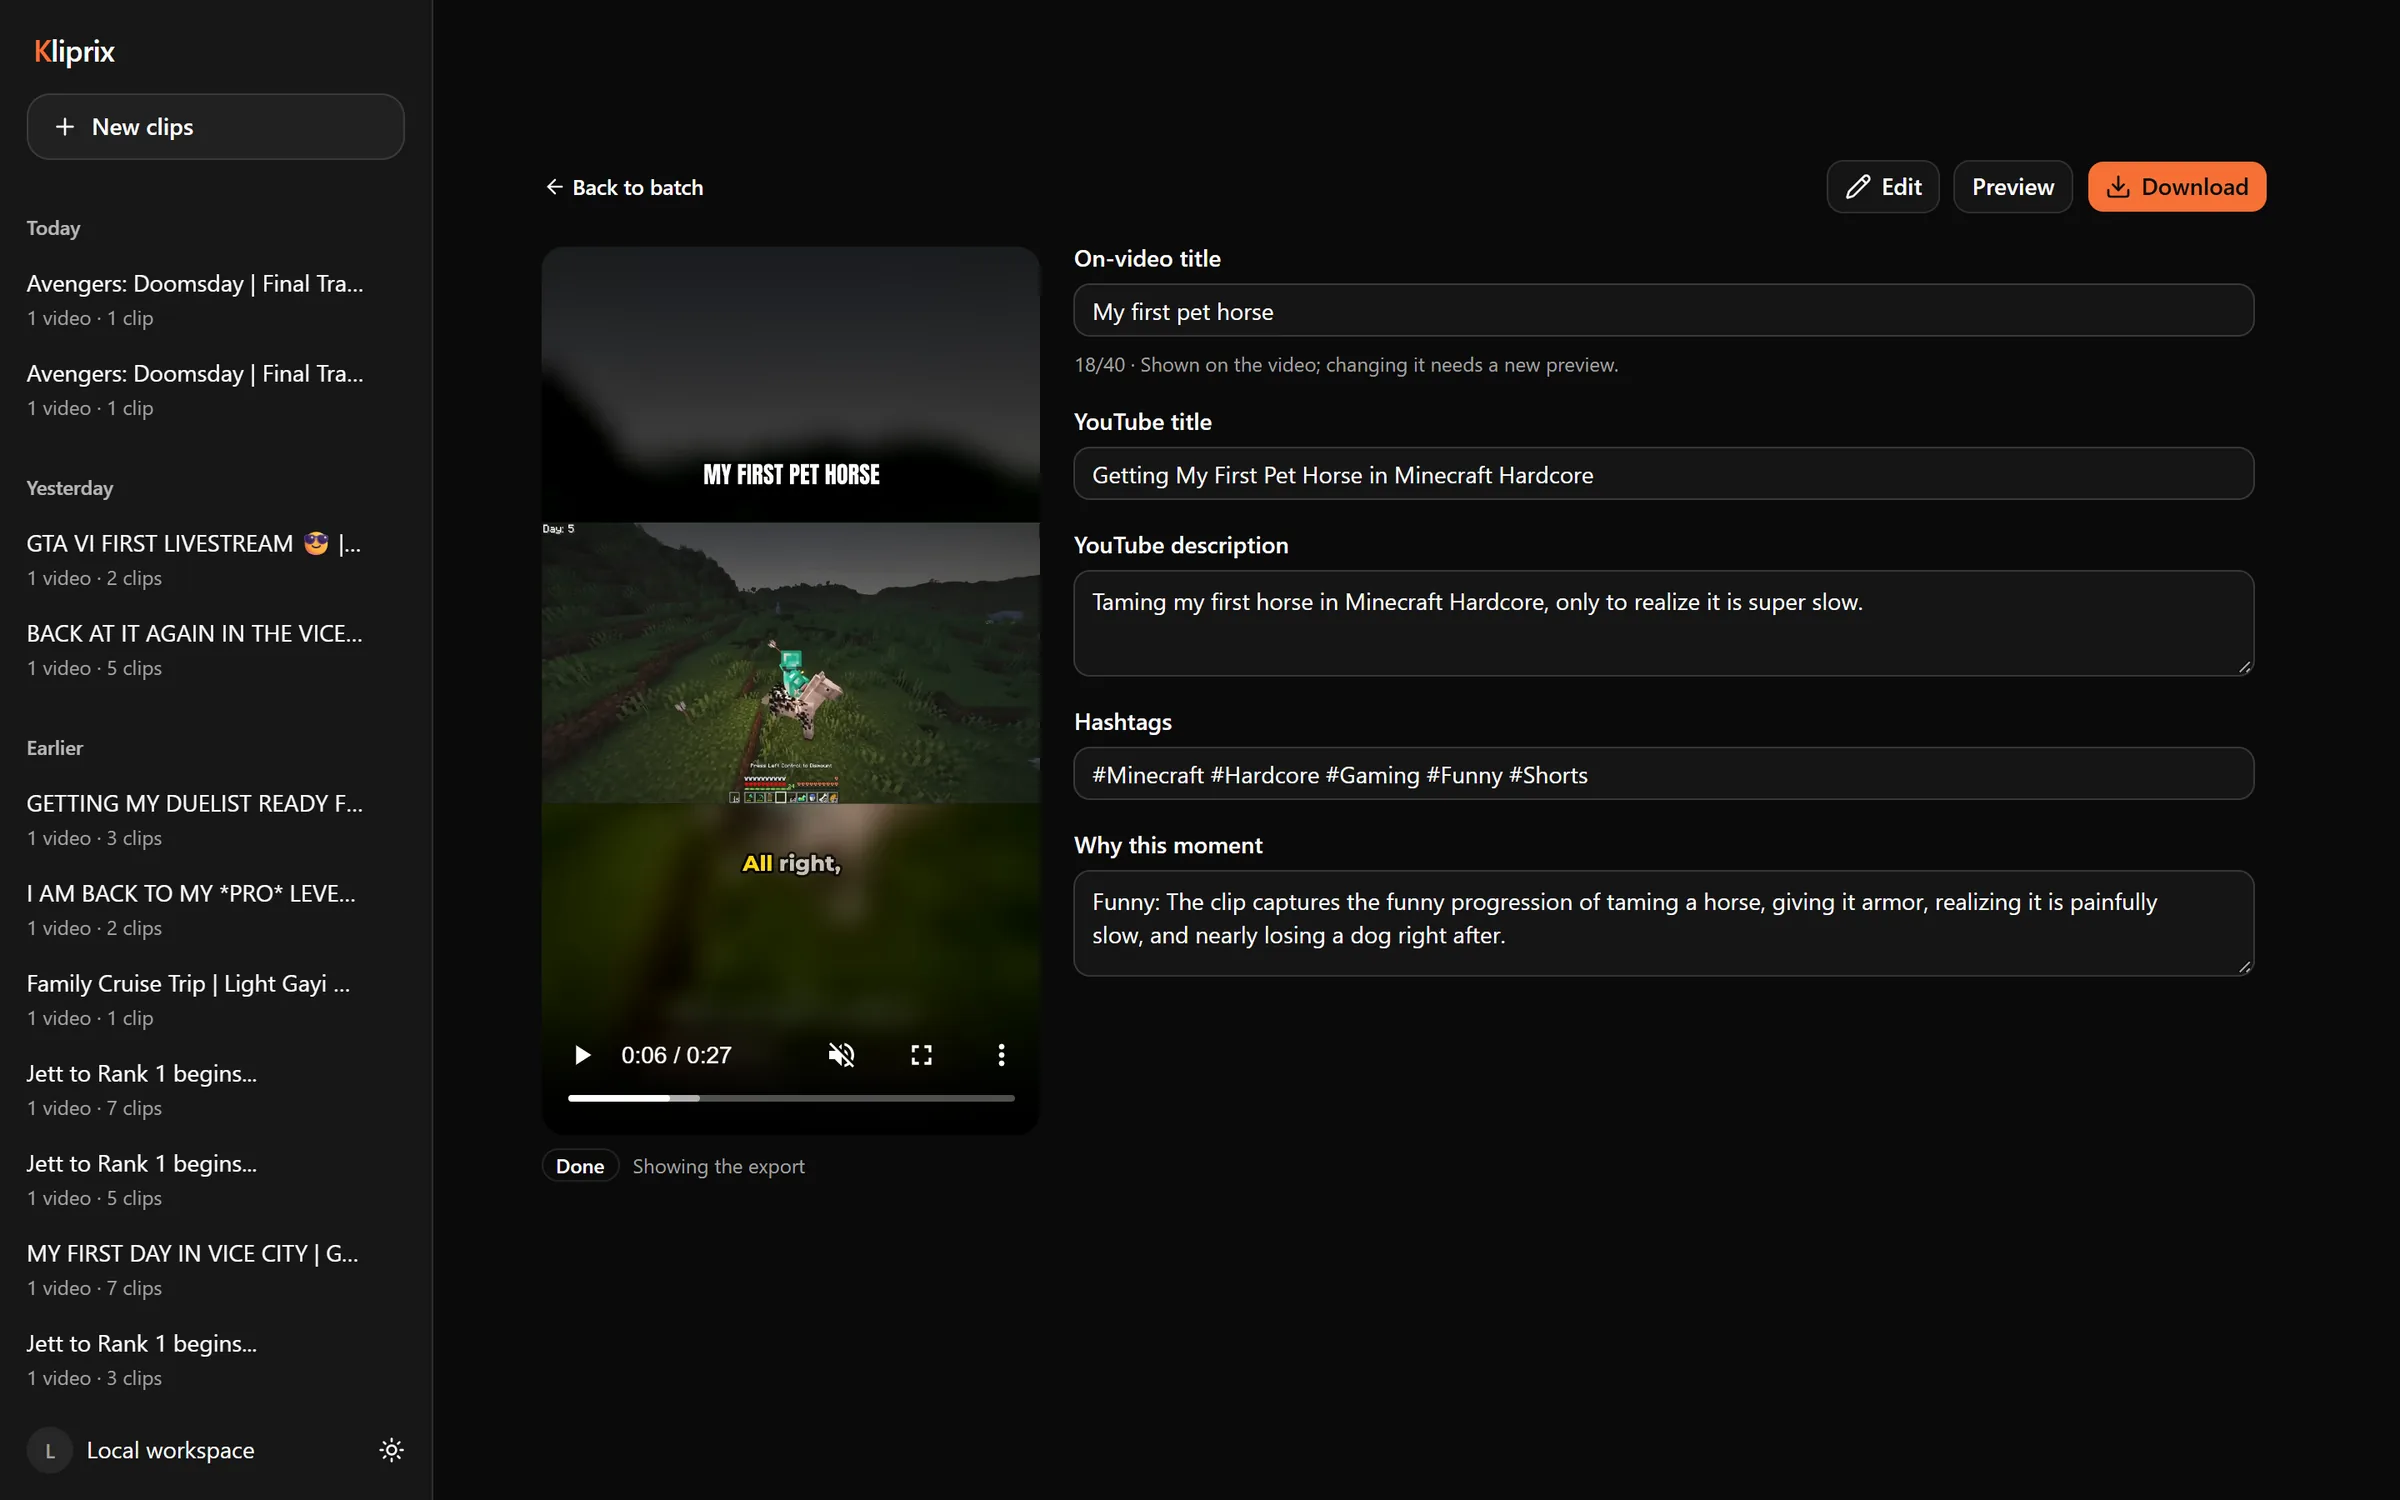 Kliprix
New clips
Today
Avengers: Doomsday | Final Tra...
1 video · 1 clip
Avengers: Doomsday | Final Tra...
1 video · 1 clip
Yesterday
GTA VI FIRST LIVESTREAM 😎 |...
1 video · 2 clips
BACK AT IT AGAIN IN THE VICE...
1 video · 5 clips
Earlier
GETTING MY DUELIST READY F...
1 video · 3 clips
I AM BACK TO MY *PRO* LEVE...
1 video · 2 clips
Family Cruise Trip | Light Gayi ...
1 video · 1 clip
Jett to Rank 1 begins...
1 video · 7 clips
Jett to Rank 1 begins...
1 video · 5 clips
MY FIRST DAY IN VICE CITY | G...
1 video · 7 clips
Jett to Rank 1 begins...
1 video · 3 clips
L Local workspace
Back to batch
Edit Preview Download
MY FIRST PET HORSE
Day: 5
Press Left Control to Dismount
All right,
0:06 / 0:27
Done Showing the export
On-video title
My first pet horse
18/40 · Shown on the video; changing it needs a new preview.
YouTube title
Getting My First Pet Horse in Minecraft Hardcore
YouTube description
Taming my first horse in Minecraft Hardcore, only to realize it is super slow.
Hashtags
#Minecraft #Hardcore #Gaming #Funny #Shorts
Why this moment
Funny: The clip captures the funny progression of taming a horse, giving it armor, realizing it is painfully
slow, and nearly losing a dog right after.